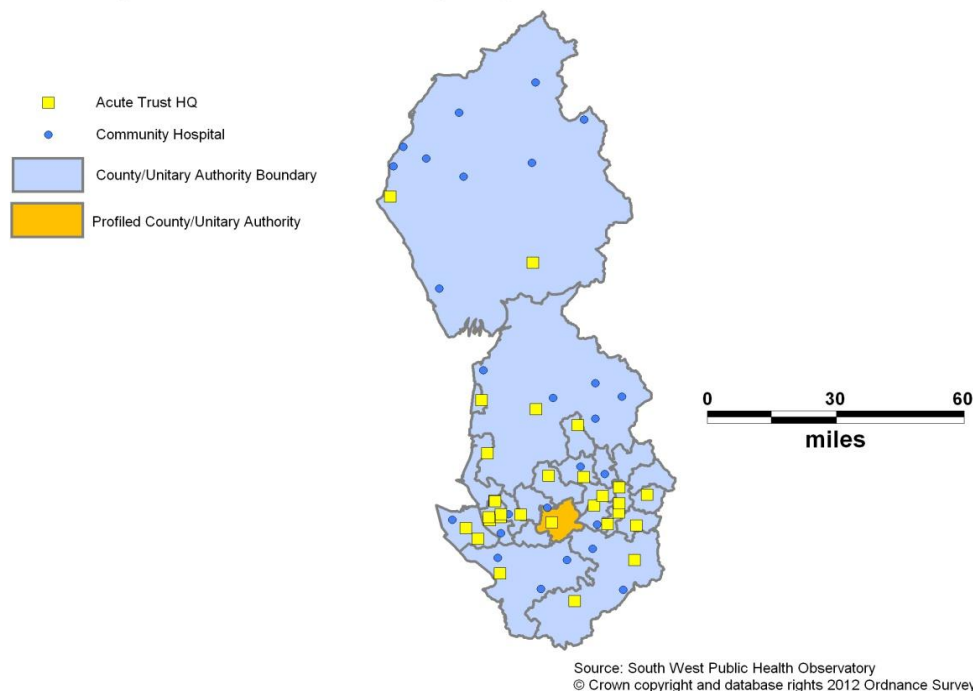 Acute Trust HQ
Community Hospital
County/Unitary Authority Boundary
Profiled County/Unitary Authority
0 30 60
miles
Source: South West Public Health Observatory
© Crown copyright and database rights 2012 Ordnance Survey